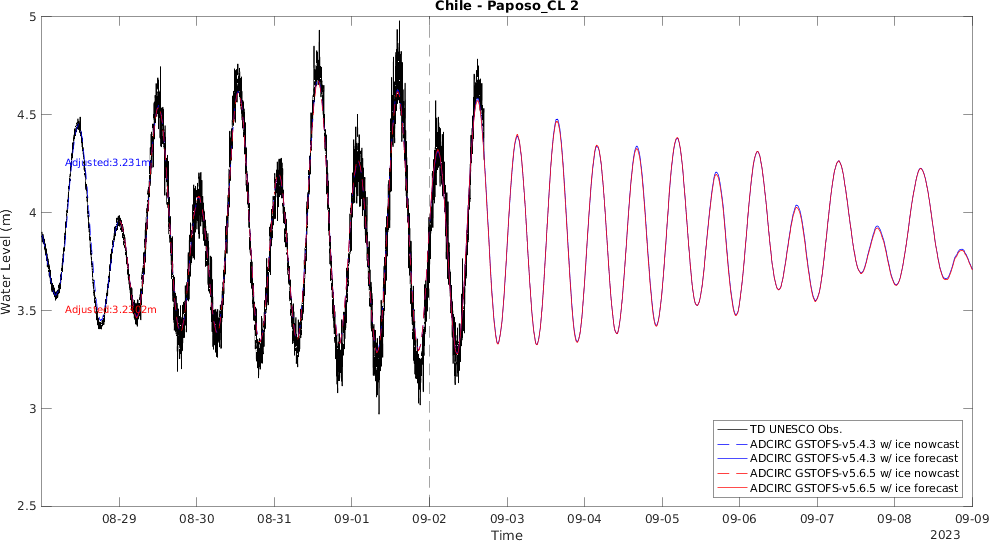 Chile - Paposo_CL 2
Water Level (m)
5
4.5
4
3.5
3
2.5
Adjusted:3.231m
Adjusted:3.2302m
TD UNESCO Obs.
ADCIRC GSTOFS-v5.4.3 w/ ice nowcast
ADCIRC GSTOFS-v5.4.3 w/ ice forecast
ADCIRC GSTOFS-v5.6.5 w/ ice nowcast
ADCIRC GSTOFS-v5.6.5 w/ ice forecast
08-29 08-30 08-31 09-01 09-02 09-03 09-04 09-05 09-06 09-07 09-08 09-09
Time
2023